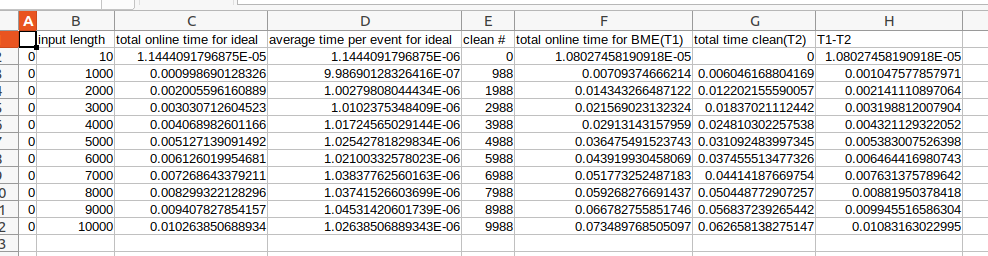 A B C D E F G H
1 input length total online time for ideal average time per event for ideal clean # total online time for BME(T1) total time clean(T2) T1-T2
2 0 10 1.1444091796875E-05 1.1444091796875E-06 0 1.08027458190918E-05 0 1.08027458190918E-05
3 0 1000 0.000998690128326 9.98690128326416E-07 988 0.00709374666214 0.006046168804169 0.001047577857971
4 0 2000 0.002005596160889 1.00279808044434E-06 1988 0.014343266487122 0.012202155590057 0.002141110897064
5 0 3000 0.003030712604523 1.0102375348409E-06 2988 0.021569023132324 0.01837021112442 0.003198812007904
6 0 4000 0.004068982601166 1.01724565029144E-06 3988 0.02913143157959 0.024810302257538 0.004321129322052
7 0 5000 0.005127139091492 1.02542781829834E-06 4988 0.036475491523743 0.031092483997345 0.005383007526398
8 0 6000 0.006126019954681 1.02100332578023E-06 5988 0.043919930458069 0.037455513477326 0.006464416980743
9 0 7000 0.007268643379211 1.03837762560163E-06 6988 0.051773252487183 0.04414187669754 0.007631375789642
0 0 8000 0.008299322128296 1.03741526603699E-06 7988 0.059268276691437 0.050448772907257 0.00881950378418
1 0 9000 0.009407827854157 1.04531420601739E-06 8988 0.066782755851746 0.056837239265442 0.009945516586304
2 0 10000 0.010263850688934 1.02638506889343E-06 9988 0.073489768505097 0.062658138275147 0.01083163022995
3